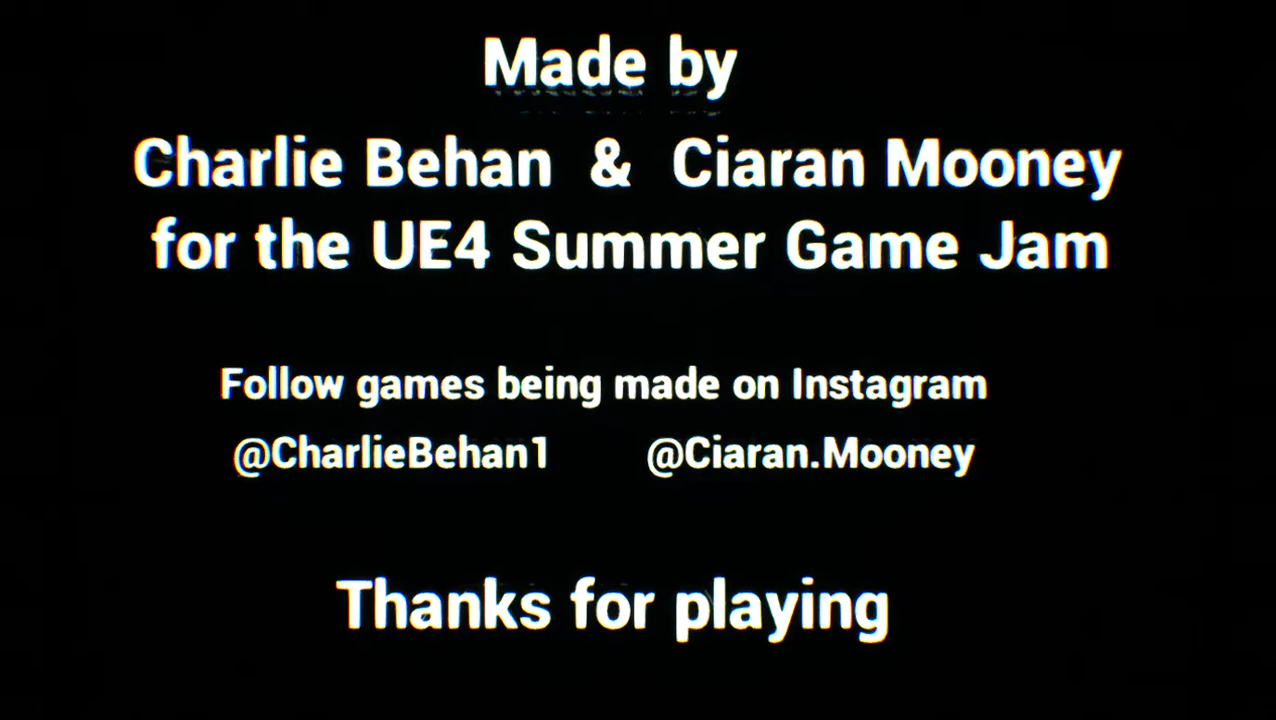 Made by
Charlie Behan & Ciaran Mooney
for the UE4 Summer Game Jam
Follow games being made on Instagram
@CharlieBehan1 @Ciaran.Mooney
Thanks for playing